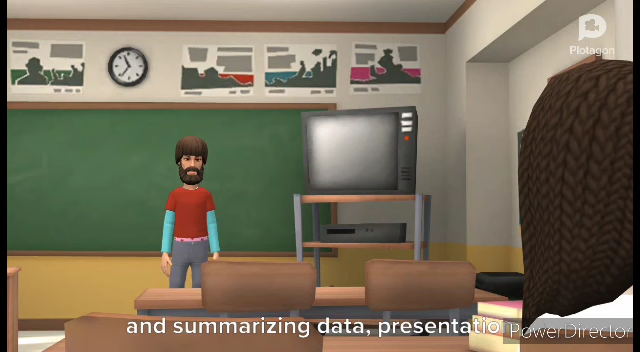 Plotagon
and summarizing data, presentatio
PowerDirector